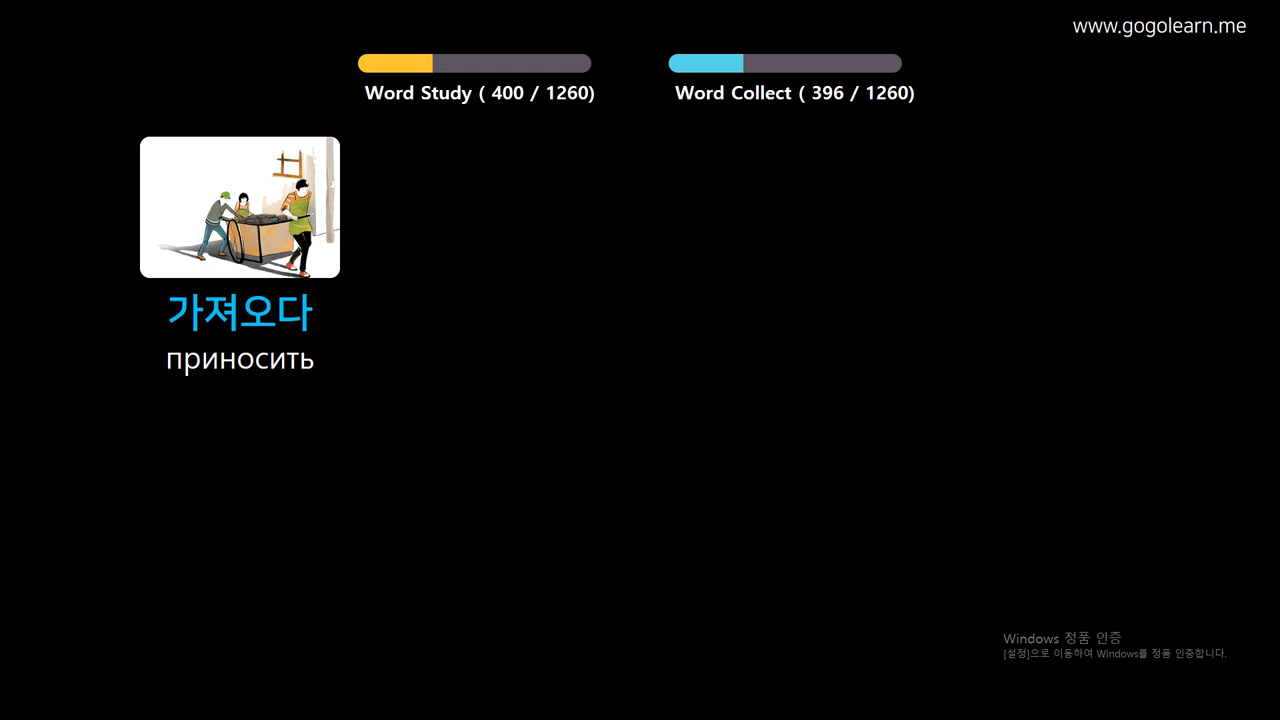 www.gogolearn.me
Word Study ( 400 / 1260)
Word Collect ( 396 / 1260)
가져오다
приносить
Windows 정품 인증
[설정]으로 이동하여 Windows를 정품 인증합니다.